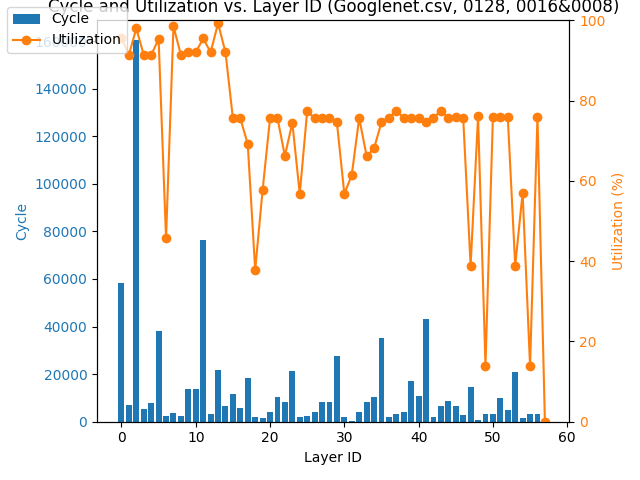 Cycle and Utilization vs. Layer ID (Googlenet.csv, 0128, 0016&0008)
Cycle
Utilization
160000
140000
120000
100000
80000
60000
40000
20000
0
Cycle
100
80
60
40
20
0
Utilization (%)
0 10 20 30 40 50 60
Layer ID